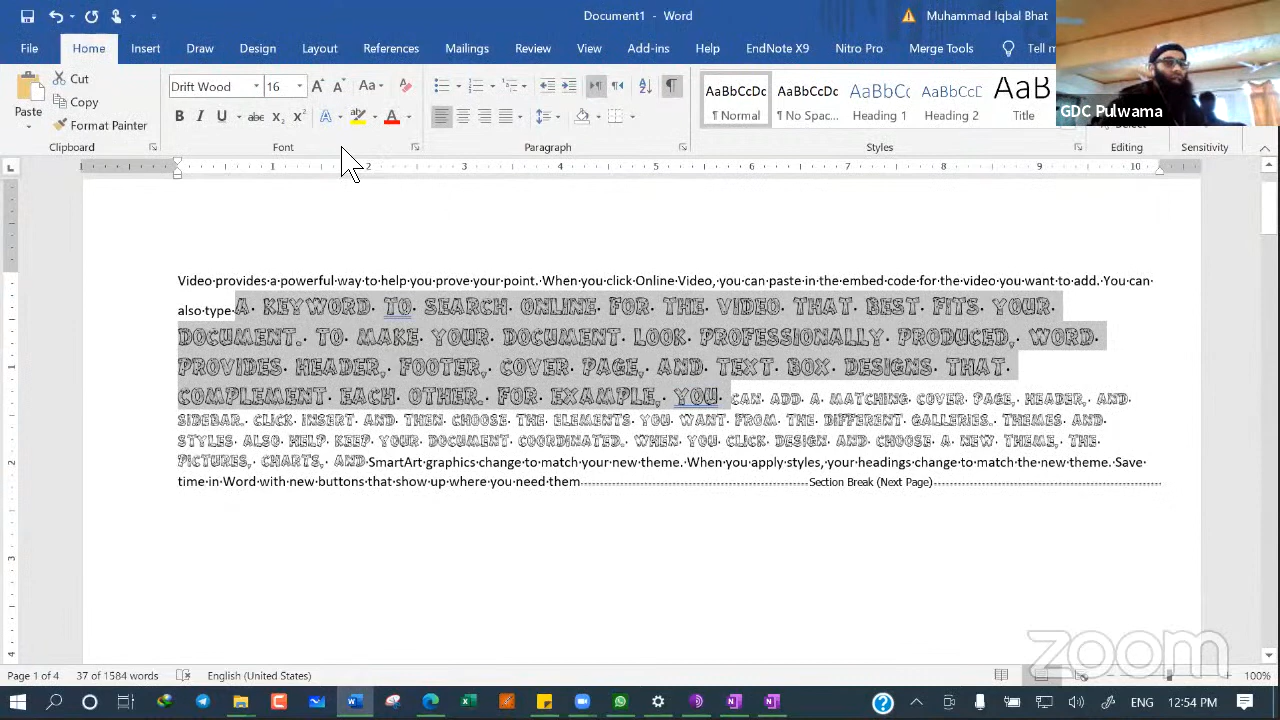 Document1 - Word
Muhammad Iqbal Bhat
File Home Insert Draw Design Layout References Mailings Review View Add-ins Help EndNote X9 Nitro Pro Merge Tools Tell m
GDC Pulwama
Paste
Cut
Copy
Format Painter
Drift Wood 16
AaBbCcDc AaBbCcDc AaBbCc AaBbCcD AaB
¶ Normal ¶ No Spac... Heading 1 Heading 2 Title
Clipboard Font Paragraph Styles Editing Sensitivity
1 2 3 4 5 6 7 8 9 10
Video provides a powerful way to help you prove your point. When you click Online Video, you can paste in the embed code for the video you want to add. You can
also type A KEYWORD TO SEARCH ONLINE FOR THE VIDEO THAT BEST FITS YOUR
DOCUMENT. TO MAKE YOUR DOCUMENT LOOK PROFESSIONALLY PRODUCED, WORD
PROVIDES HEADER, FOOTER, COVER PAGE, AND TEXT BOX DESIGNS THAT
COMPLEMENT EACH OTHER. FOR EXAMPLE, YOU CAN ADD A MATCHING COVER PAGE, HEADER, AND
SIDEBAR. CLICK INSERT AND THEN CHOOSE THE ELEMENTS YOU WANT FROM THE DIFFERENT GALLERIES. THEMES AND
STYLES ALSO HELP KEEP YOUR DOCUMENT COORDINATED. WHEN YOU CLICK DESIGN AND CHOOSE A NEW THEME, THE
PICTURES, CHARTS, AND SmartArt graphics change to match your new theme. When you apply styles, your headings change to match the new theme. Save
time in Word with new buttons that show up where you need them Section Break (Next Page)
zoom
Page 1 of 4 37 of 1584 words English (United States) 100%
ENG 12:54 PM